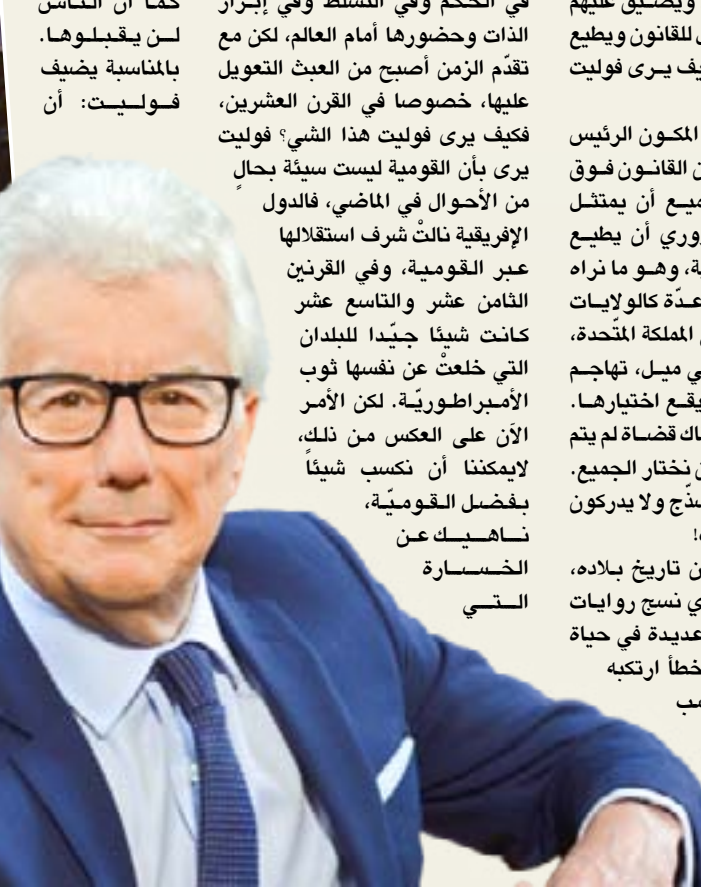 ويضيق عليهم
للقانون ويطيع
يف يرى فوليت
المكون الرئيس
ن القانون فوق
ميع أن يمتثل
وري أن يطيع
ة، وهو ما نراه
عدّة كالولايات
المملكة المتّحدة،
ي ميل، تهاجم
يقع اختيارها.
اك قضاة لم يتم
ن نختار الجميع.
ذّج ولا يدركون
!
ن تاريخ بلاده،
ي نسج روايات
عديدة في حياة
خطأ ارتكبه
مب
في الحكم وفي التسلط وفي إبراز
الذات وحضورها أمام العالم، لكن مع
تقدّم الزمن أصبح من العبث التعويل
عليها، خصوصا في القرن العشرين،
فكيف يرى فوليت هذا الشي؟ فوليت
يرى بأن القومية ليست سيئة بحالٍ
من الأحوال في الماضي، فالدول
الإفريقية نالتْ شرف استقلالها
عبر القومية، وفي القرنين
الثامن عشر والتاسع عشر
كانت شيئا جيّدا للبلدان
التي خلعتْ عن نفسها ثوب
الأمبراطوريّة. لكن الأمر
الآن على العكس من ذلك،
لايمكننا أن نكسب شيئاً
بفضل القوميّة،
ناهيك عن
الخسارة
التي
كما أن الناس
لن يقبلوها.
بالمناسبة يضيف
فوليت: أن